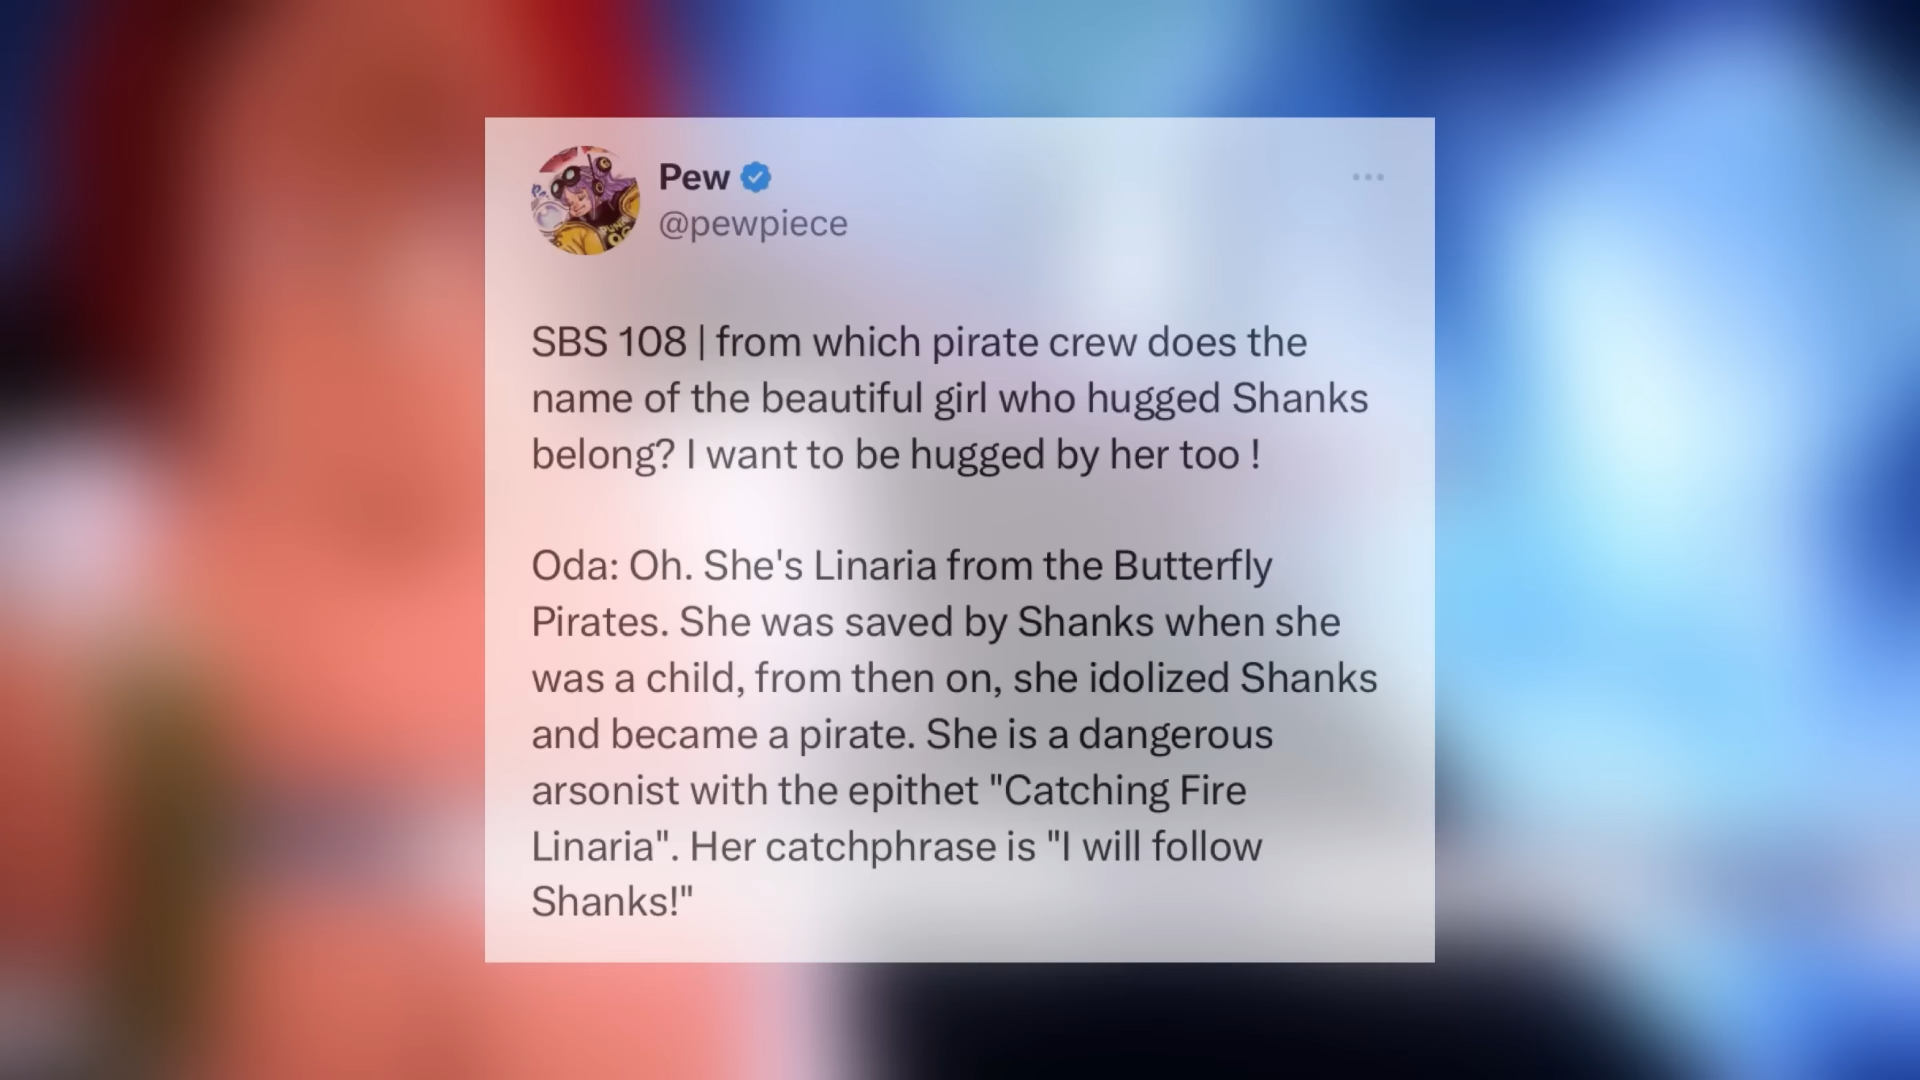 Pew
@pewpiece
SBS 108 | from which pirate crew does the
name of the beautiful girl who hugged Shanks
belong? I want to be hugged by her too !
Oda: Oh. She's Linaria from the Butterfly
Pirates. She was saved by Shanks when she
was a child, from then on, she idolized Shanks
and became a pirate. She is a dangerous
arsonist with the epithet "Catching Fire
Linaria". Her catchphrase is "I will follow
Shanks!"